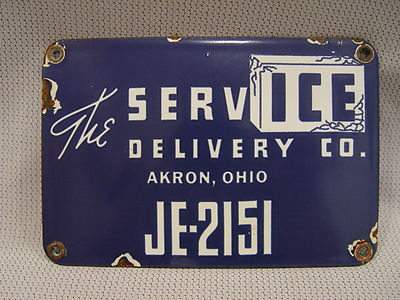 The SERVICE
DELIVERY CO.
AKRON, OHIO
JE-2151